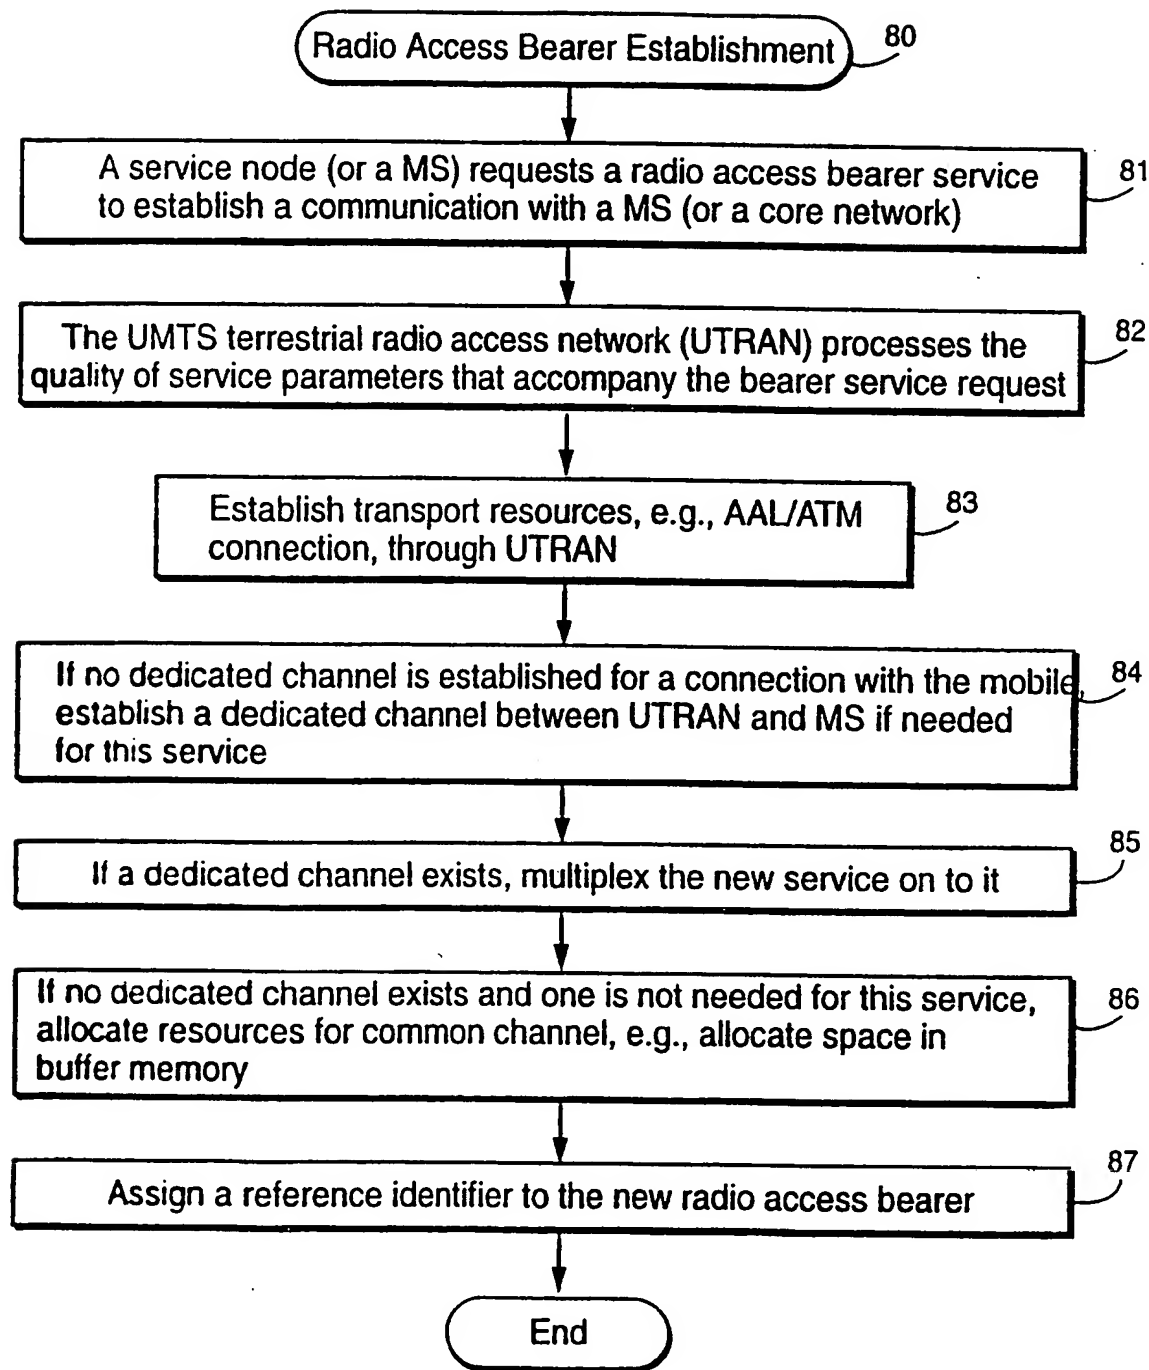 Radio Access Bearer Establishment
80
A service node (or a MS) requests a radio access bearer service
to establish a communication with a MS (or a core network)
81
The UMTS terrestrial radio access network (UTRAN) processes the
quality of service parameters that accompany the bearer service request
82
Establish transport resources, e.g., AAL/ATM
connection, through UTRAN
83
If no dedicated channel is established for a connection with the mobile,
establish a dedicated channel between UTRAN and MS if needed
for this service
84
If a dedicated channel exists, multiplex the new service on to it
85
If no dedicated channel exists and one is not needed for this service,
allocate resources for common channel, e.g., allocate space in
buffer memory
86
Assign a reference identifier to the new radio access bearer
87
End